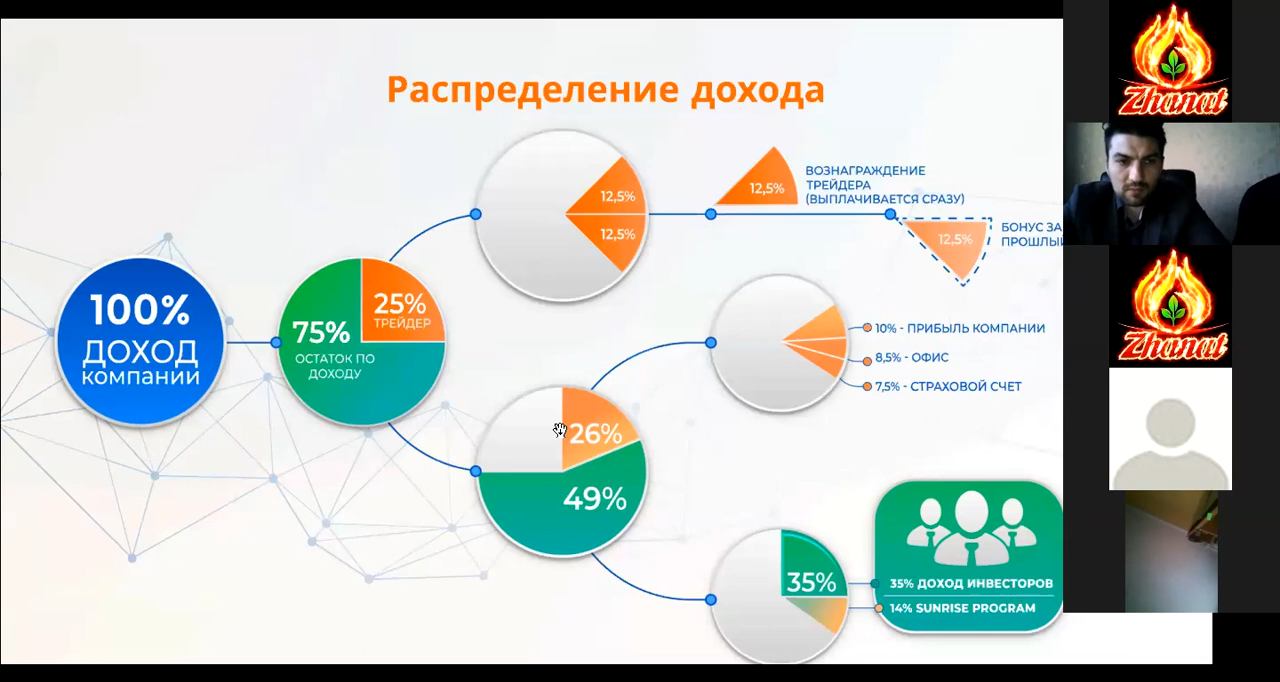 Распределение дохода
100%
ДОХОД
компании
75%
ОСТАТОК ПО
ДОХОДУ
25%
ТРЕЙДЕР
12,5%
12,5%
12,5%
ВОЗНАГРАЖДЕНИЕ
ТРЕЙДЕРА
(ВЫПЛАЧИВАЕТСЯ СРАЗУ)
12,5%
БОНУС ЗА
ПРОШЛЫ
26%
49%
10% - ПРИБЫЛЬ КОМПАНИИ
8,5% - ОФИС
7,5% - СТРАХОВОЙ СЧЕТ
35%
35% ДОХОД ИНВЕСТОРОВ
14% SUNRISE PROGRAM
Zhanat
Zhanat